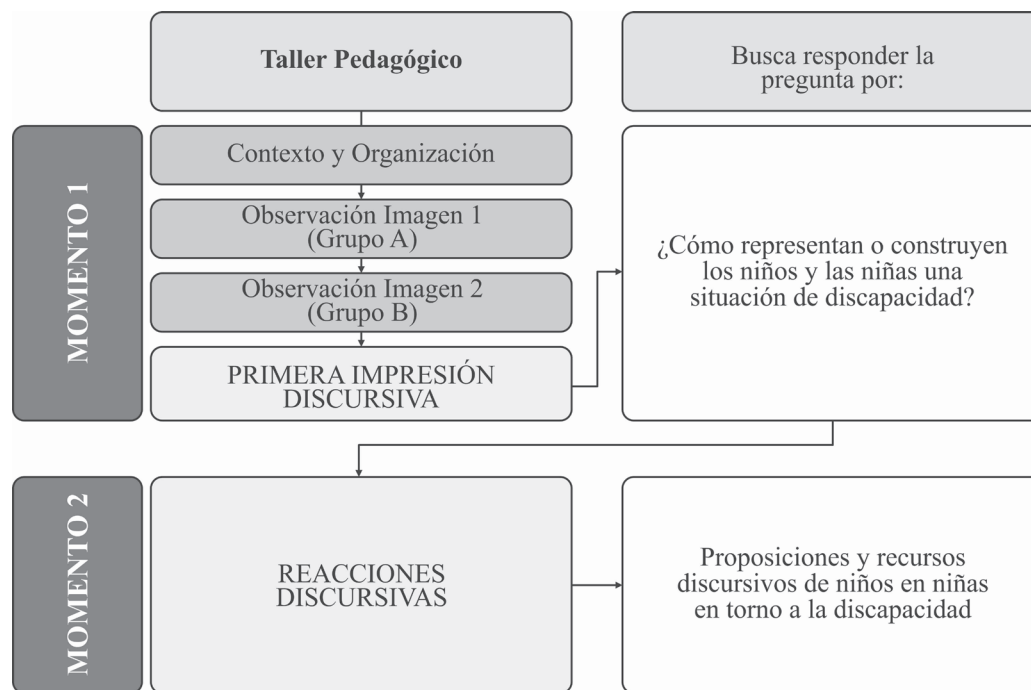 Taller Pedagógico
Busca responder la
pregunta por:
MOMENTO 1
Contexto y Organización
Observación Imagen 1
(Grupo A)
Observación Imagen 2
(Grupo B)
PRIMERA IMPRESIÓN
DISCURSIVA
¿Cómo representan o construyen
los niños y las niñas una
situación de discapacidad?
MOMENTO 2
REACCIONES
DISCURSIVAS
Proposiciones y recursos
discursivos de niños en niñas
en torno a la discapacidad